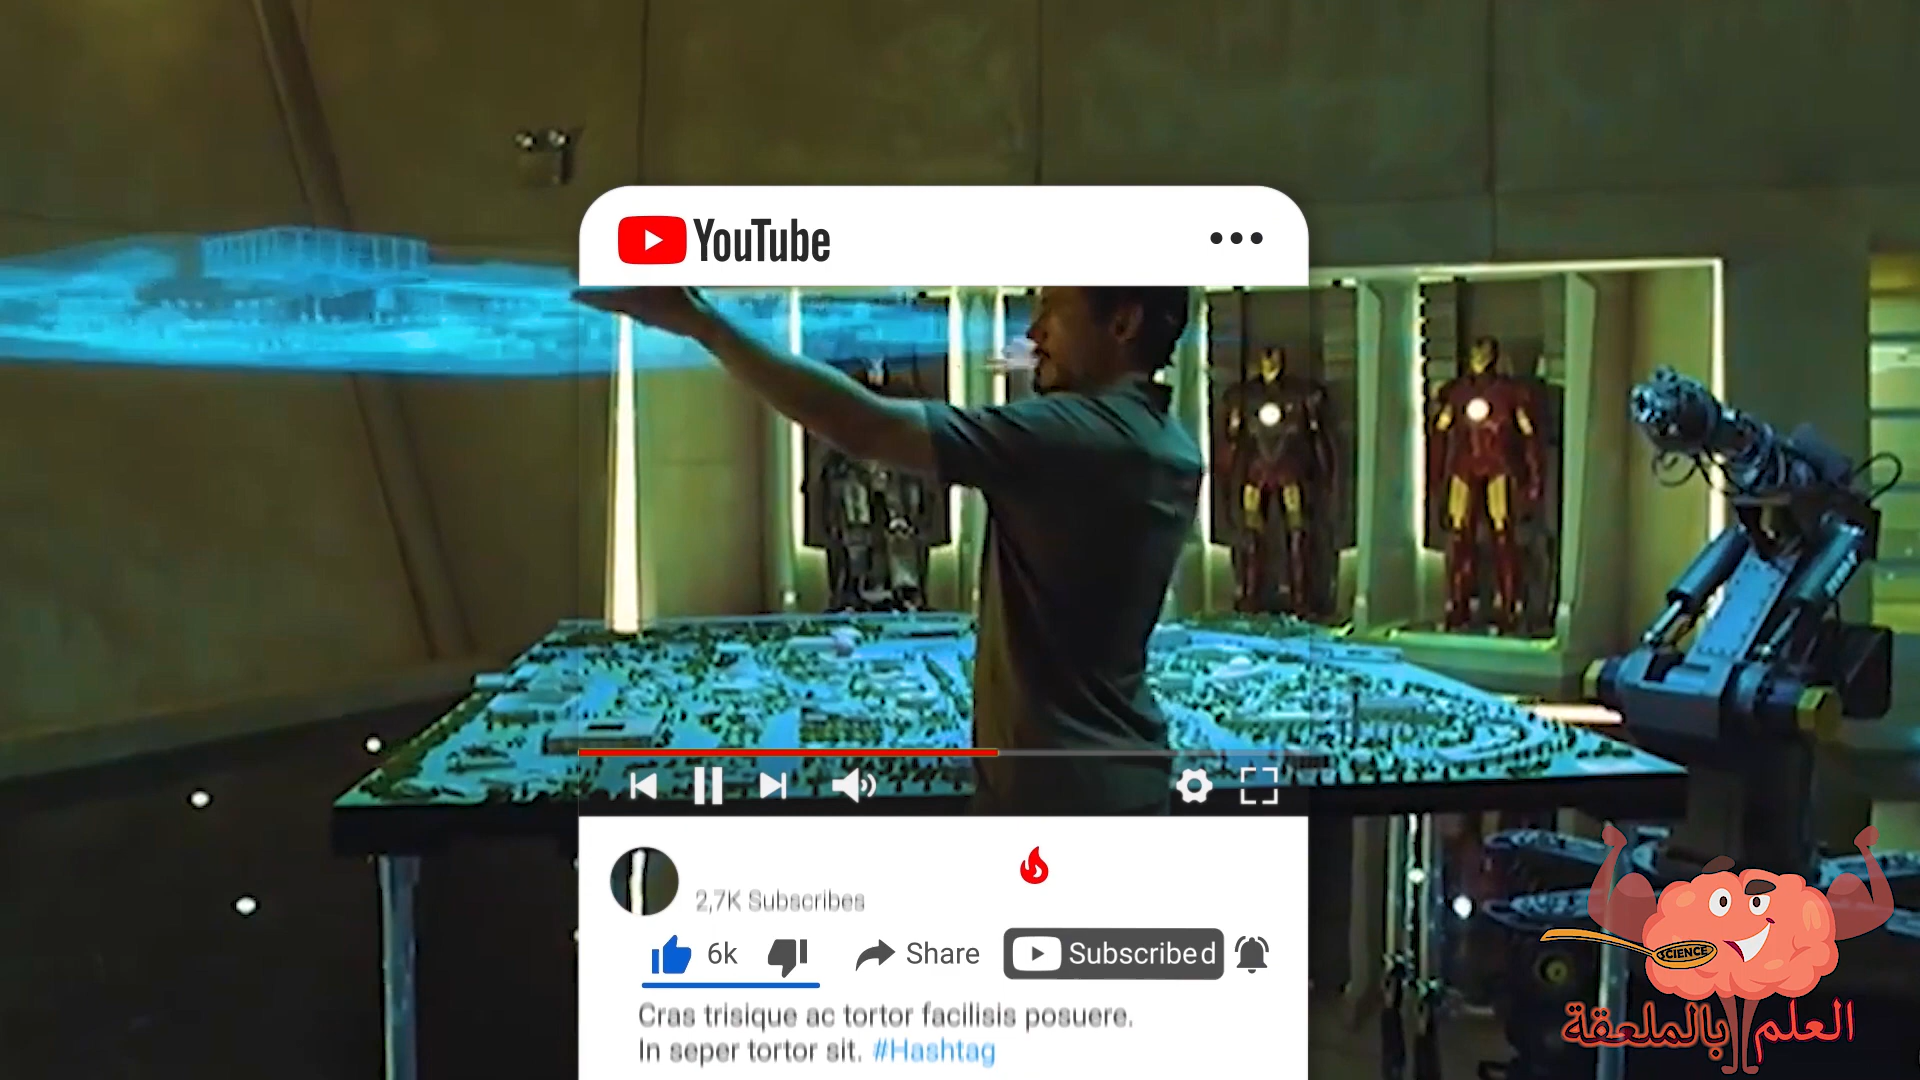 YouTube
2,7K Subscribes
6k
Share
Subscribed
Cras trisique ac tortor facilisis posuere.
In seper tortor sit. #Hashtag
SCIENCE
العلم بالملعقة